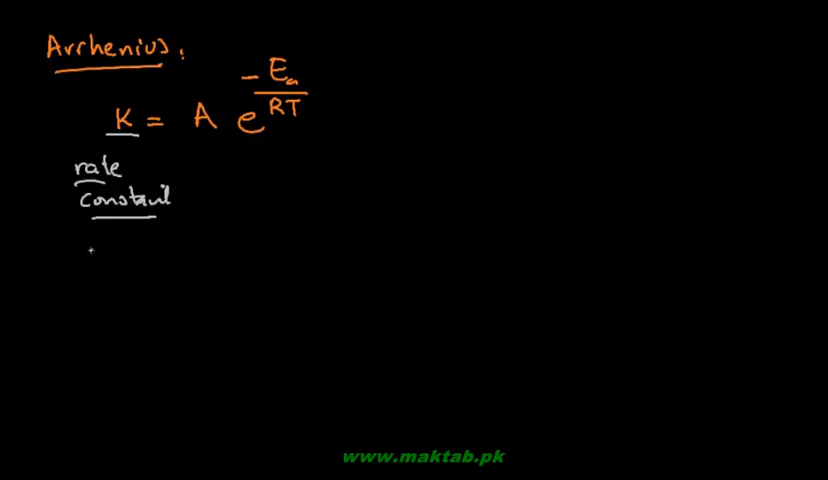 Arrhenius:
K = A e^(-Ea/RT)
rate
constant
www.maktab.pk